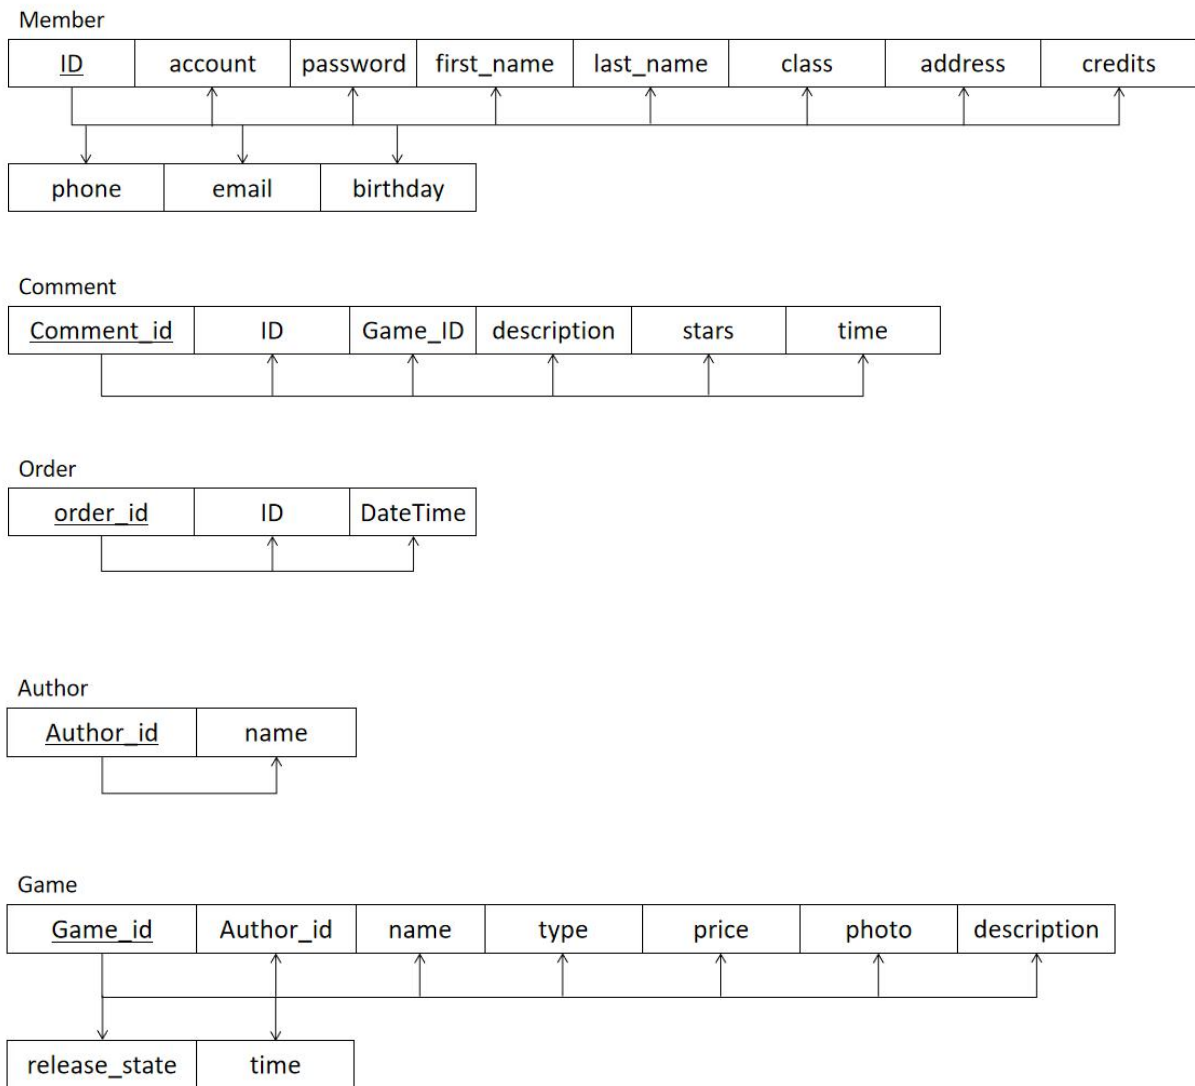 Member
ID account password first_name last_name class address credits
phone email birthday
Comment
Comment_id ID Game_ID description stars time
Order
order_id ID DateTime
Author
Author_id name
Game
Game_id Author_id name type price photo description
release_state time